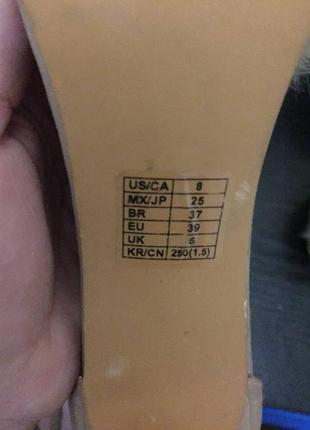 US/CA 8
MX/JP 25
BR 37
EU 39
UK 6
KR/CN 250(1.5)